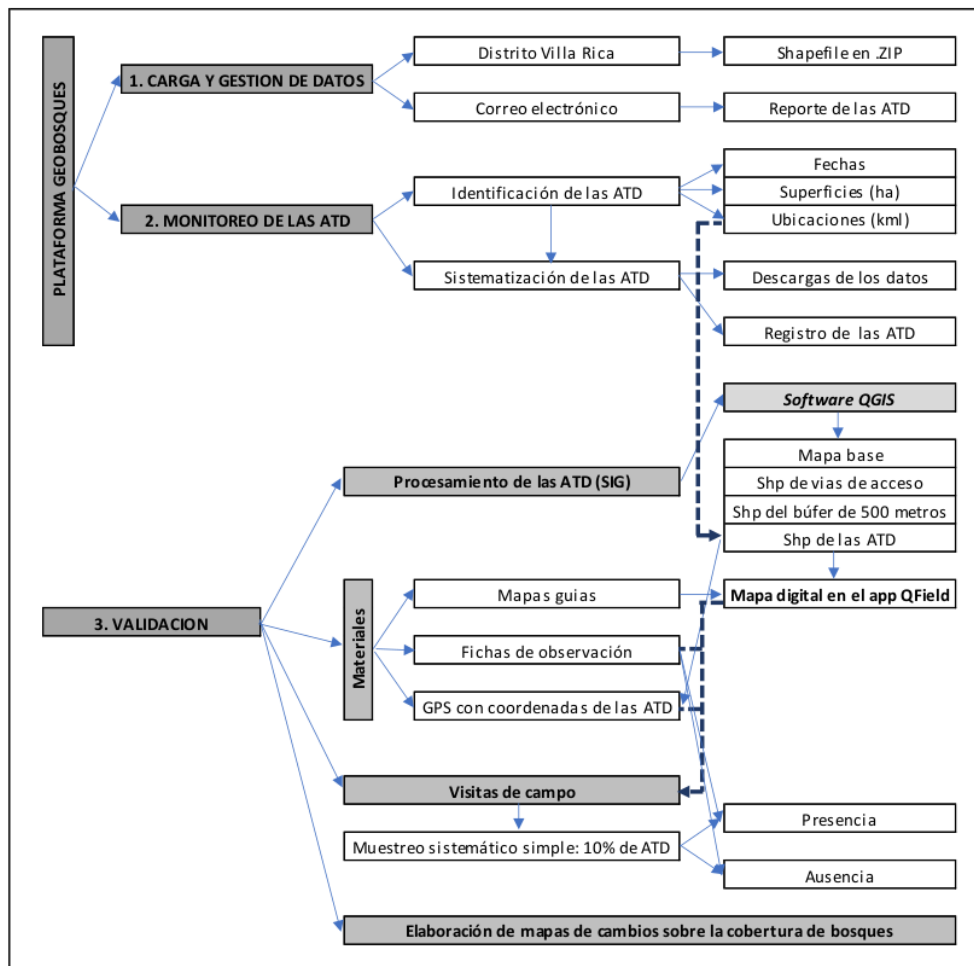 PLATAFORMA GEOBOSQUES
1. CARGA Y GESTION DE DATOS
Distrito Villa Rica
Shapefile en .ZIP
Correo electrónico
Reporte de las ATD
2. MONITOREO DE LAS ATD
Identificación de las ATD
Fechas
Superficies (ha)
Ubicaciones (kml)
Sistematización de las ATD
Descargas de los datos
Registro de las ATD
3. VALIDACION
Procesamiento de las ATD (SIG)
Software QGIS
Mapa base
Shp de vias de acceso
Shp del búfer de 500 metros
Shp de las ATD
Mapa digital en el app QField
Materiales
Mapas guias
Fichas de observación
GPS con coordenadas de las ATD
Visitas de campo
Muestreo sistemático simple: 10% de ATD
Presencia
Ausencia
Elaboración de mapas de cambios sobre la cobertura de bosques